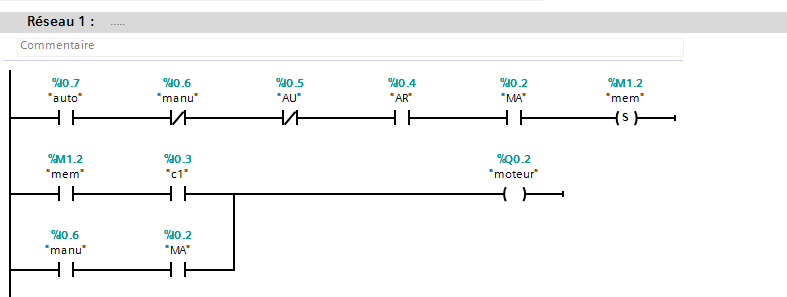 Réseau 1 : .....
Commentaire
%I0.7 %I0.6 %I0.5 %I0.4 %I0.2 %M1.2
"auto" "manu" "AU" "AR" "MA" "mem"
S
%M1.2 %I0.3 %Q0.2
"mem" "c1" "moteur"
%I0.6 %I0.2
"manu" "MA"